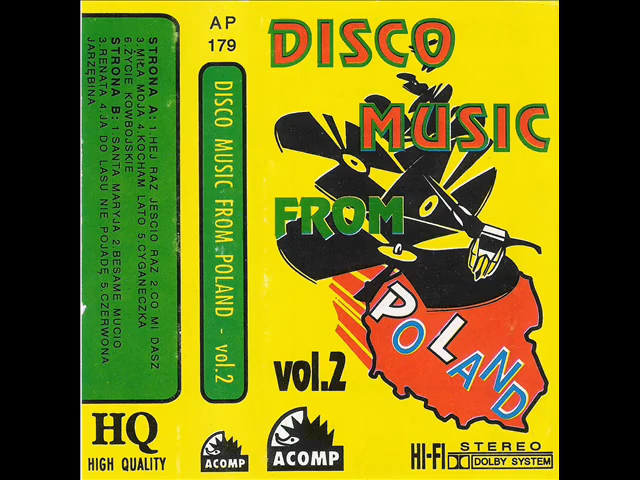 STRONA A: 1.HEJ RAZ JESCIO RAZ 2.CO MI DASZ
3.MIŁA MOJA 4.KOCHAM LATO 5.CYGANECZKA
6.ŻYCIE KOWBOJSKIE
STRONA B: 1.SANTA MARYJA 2.BESAME MUCIO
3.RENATA 4.JA DO LASU NIE POJADĘ 5.CZERWONA
JARZĘBINA
HQ
HIGH QUALITY
AP
179
DISCO MUSIC FROM POLAND - vol.2
ACOMP
DISCO
MUSIC
FROM
POLAND
vol.2
ACOMP
HI-FI STEREO
DOLBY SYSTEM